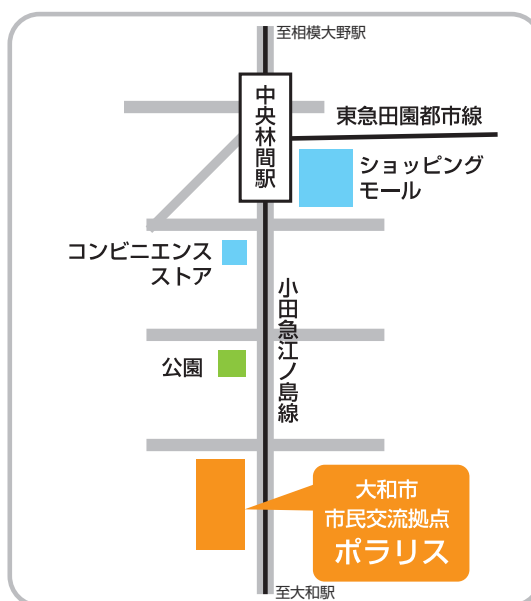 至相模大野駅
中央林間駅
東急田園都市線
ショッピング
モール
コンビニエンス
ストア
小田急江ノ島線
公園
大和市
市民交流拠点
ポラリス
至大和駅